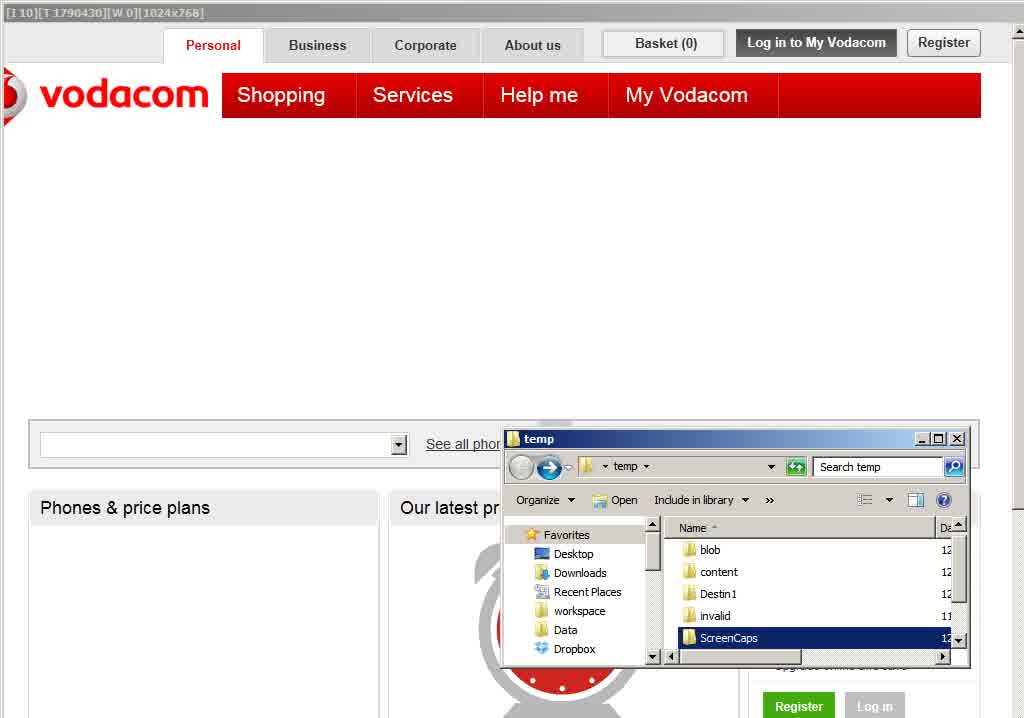 [I 10][T 1790430][W 0][1024x768]
Personal Business Corporate About us Basket (0) Log in to My Vodacom Register
vodacom Shopping Services Help me My Vodacom
See all phon
temp
temp Search temp
Organize Open Include in library »
Phones & price plans
Our latest pr
Name Da
Favorites
Desktop
Downloads
Recent Places
workspace
Data
Dropbox
blob 12
content 12
Destin1 12
invalid 11
ScreenCaps 12
Register Log in